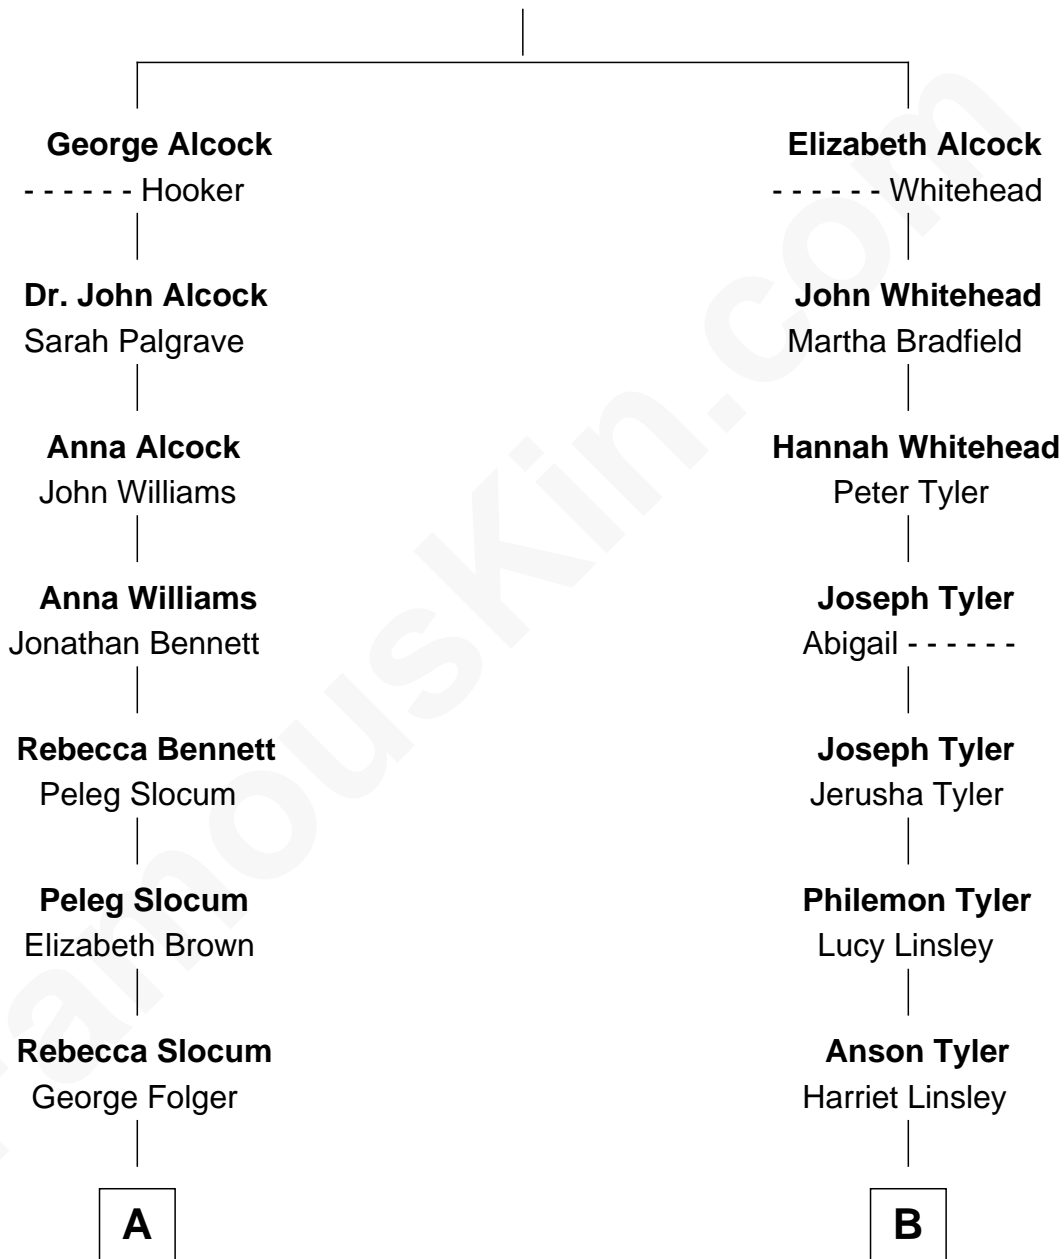 George Alcock
- - - - - - Hooker
Dr. John Alcock
Sarah Palgrave
Anna Alcock
John Williams
Anna Williams
Jonathan Bennett
Rebecca Bennett
Peleg Slocum
Peleg Slocum
Elizabeth Brown
Rebecca Slocum
George Folger
A
Elizabeth Alcock
- - - - - - Whitehead
John Whitehead
Martha Bradfield
Hannah Whitehead
Peter Tyler
Joseph Tyler
Abigail - - - - - -
Joseph Tyler
Jerusha Tyler
Philemon Tyler
Lucy Linsley
Anson Tyler
Harriet Linsley
B
FamousKin.com